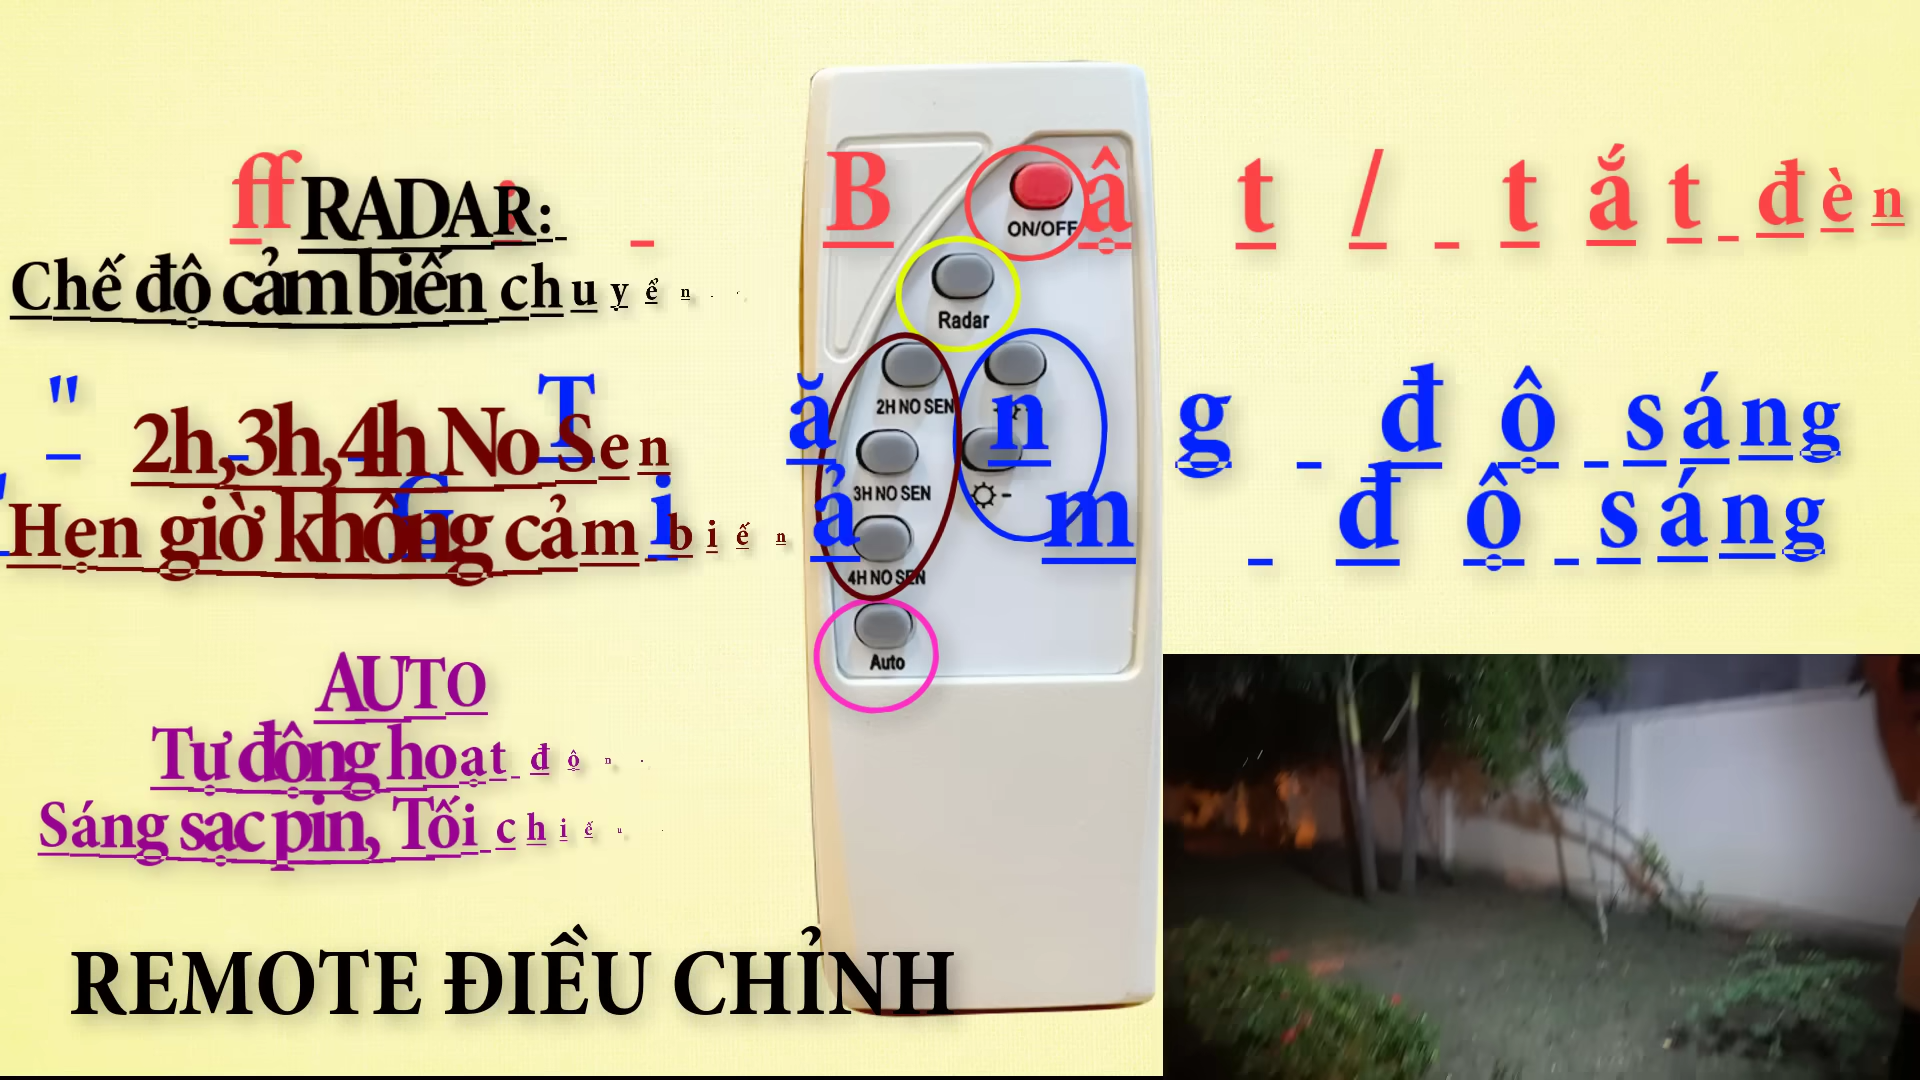 RADAR:
Chế độ cảm biến chuyển
Bật / tắt đèn
ON/OFF
Radar
2h,3h,4h No Sen
Hẹn giờ không cảm biến
" Tăng độ sáng
Giảm độ sáng
2H NO SEN
3H NO SEN
4H NO SEN
Auto
AUTO
Tự động hoạt độn
Sáng sạc pin, Tối chiếu
REMOTE ĐIỀU CHỈNH